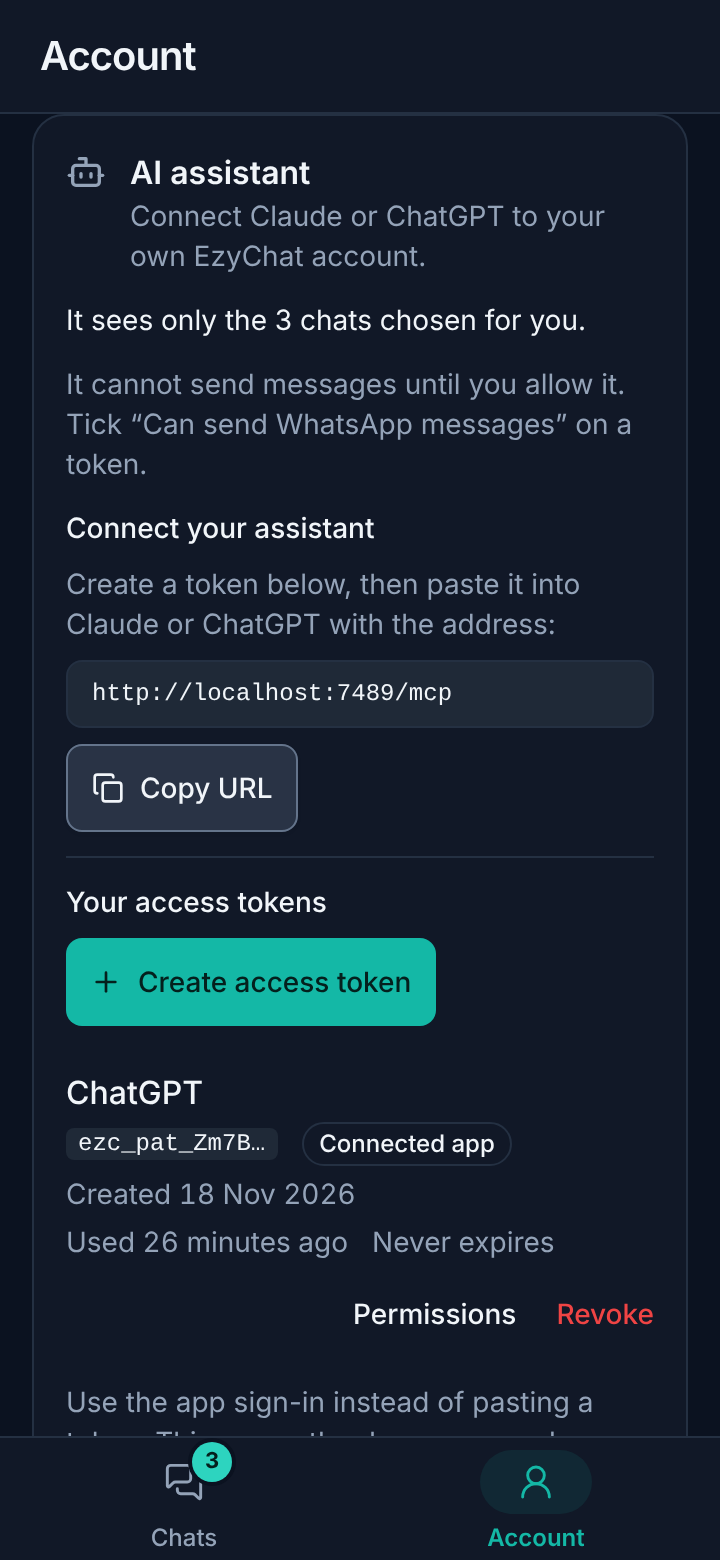 Account
AI assistant
Connect Claude or ChatGPT to your
own EzyChat account.
It sees only the 3 chats chosen for you.
It cannot send messages until you allow it.
Tick “Can send WhatsApp messages” on a
token.
Connect your assistant
Create a token below, then paste it into
Claude or ChatGPT with the address:
http://localhost:7489/mcp
Copy URL
Your access tokens
Create access token
ChatGPT
ezc_pat_Zm7B… Connected app
Created 18 Nov 2026
Used 26 minutes ago Never expires
Permissions Revoke
Use the app sign-in instead of pasting a
3
Chats Account